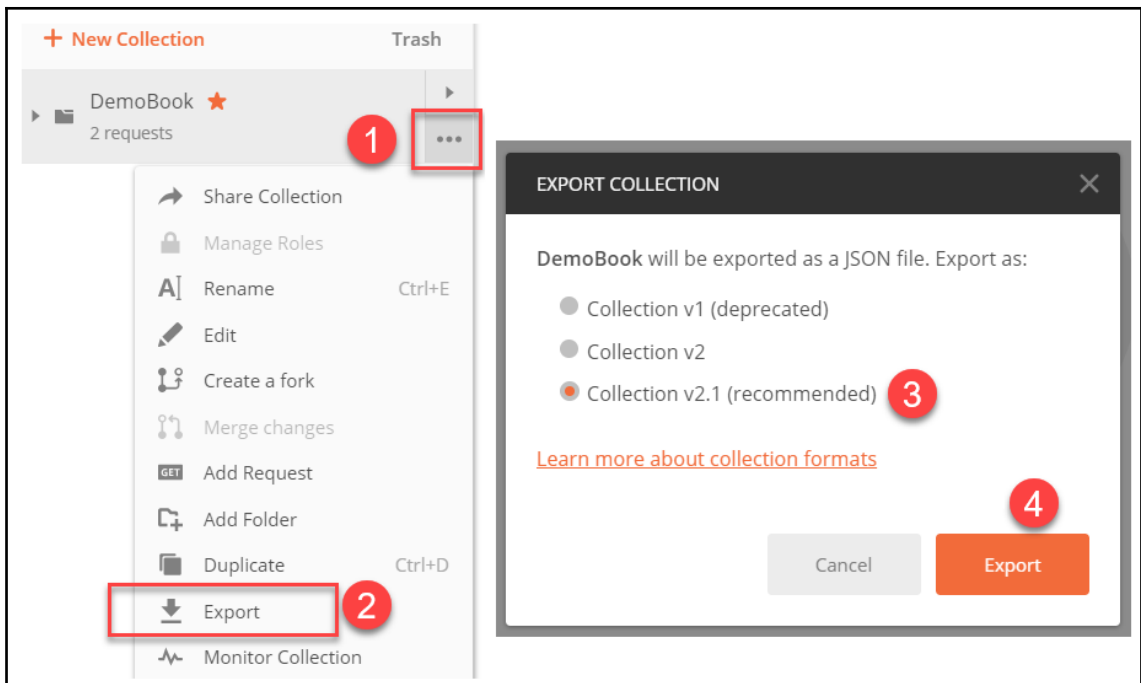 + New Collection Trash
DemoBook
2 requests
1
•••
Share Collection
Manage Roles
A Rename Ctrl+E
Edit
Create a fork
Merge changes
GET Add Request
Add Folder
Duplicate Ctrl+D
Export 2
Monitor Collection
EXPORT COLLECTION
DemoBook will be exported as a JSON file. Export as:
Collection v1 (deprecated)
Collection v2
Collection v2.1 (recommended) 3
Learn more about collection formats
4
Cancel Export